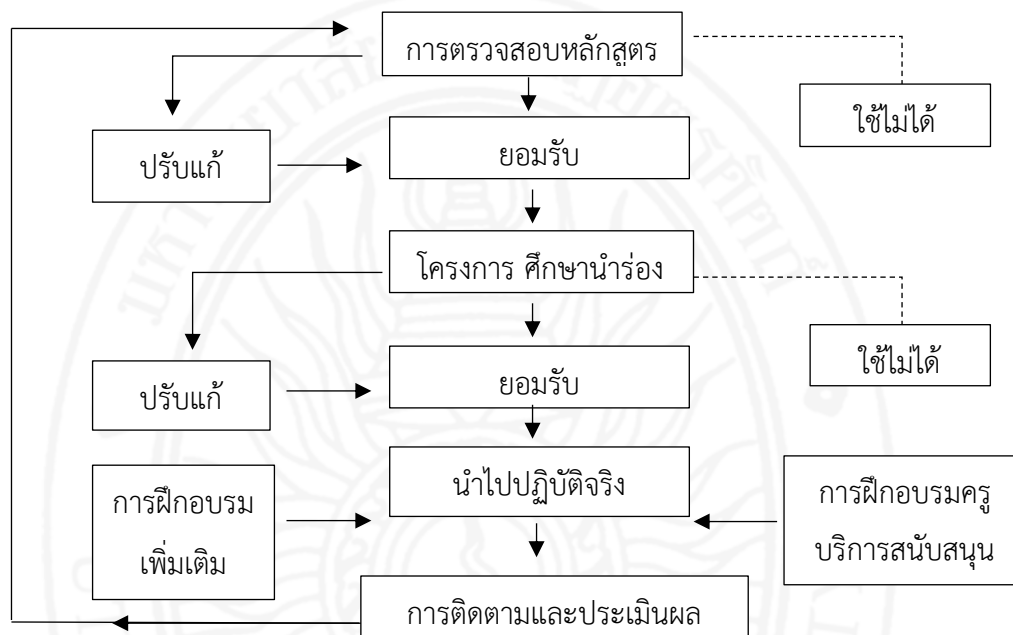 การตรวจสอบหลักสูตร
ใช้ไม่ได้
ปรับแก้
ยอมรับ
โครงการ ศึกษานำร่อง
ใช้ไม่ได้
ปรับแก้
ยอมรับ
นำไปปฏิบัติจริง
การฝึกอบรม
เพิ่มเติม
การฝึกอบรมครู
บริการสนับสนุน
การติดตามและประเมินผล